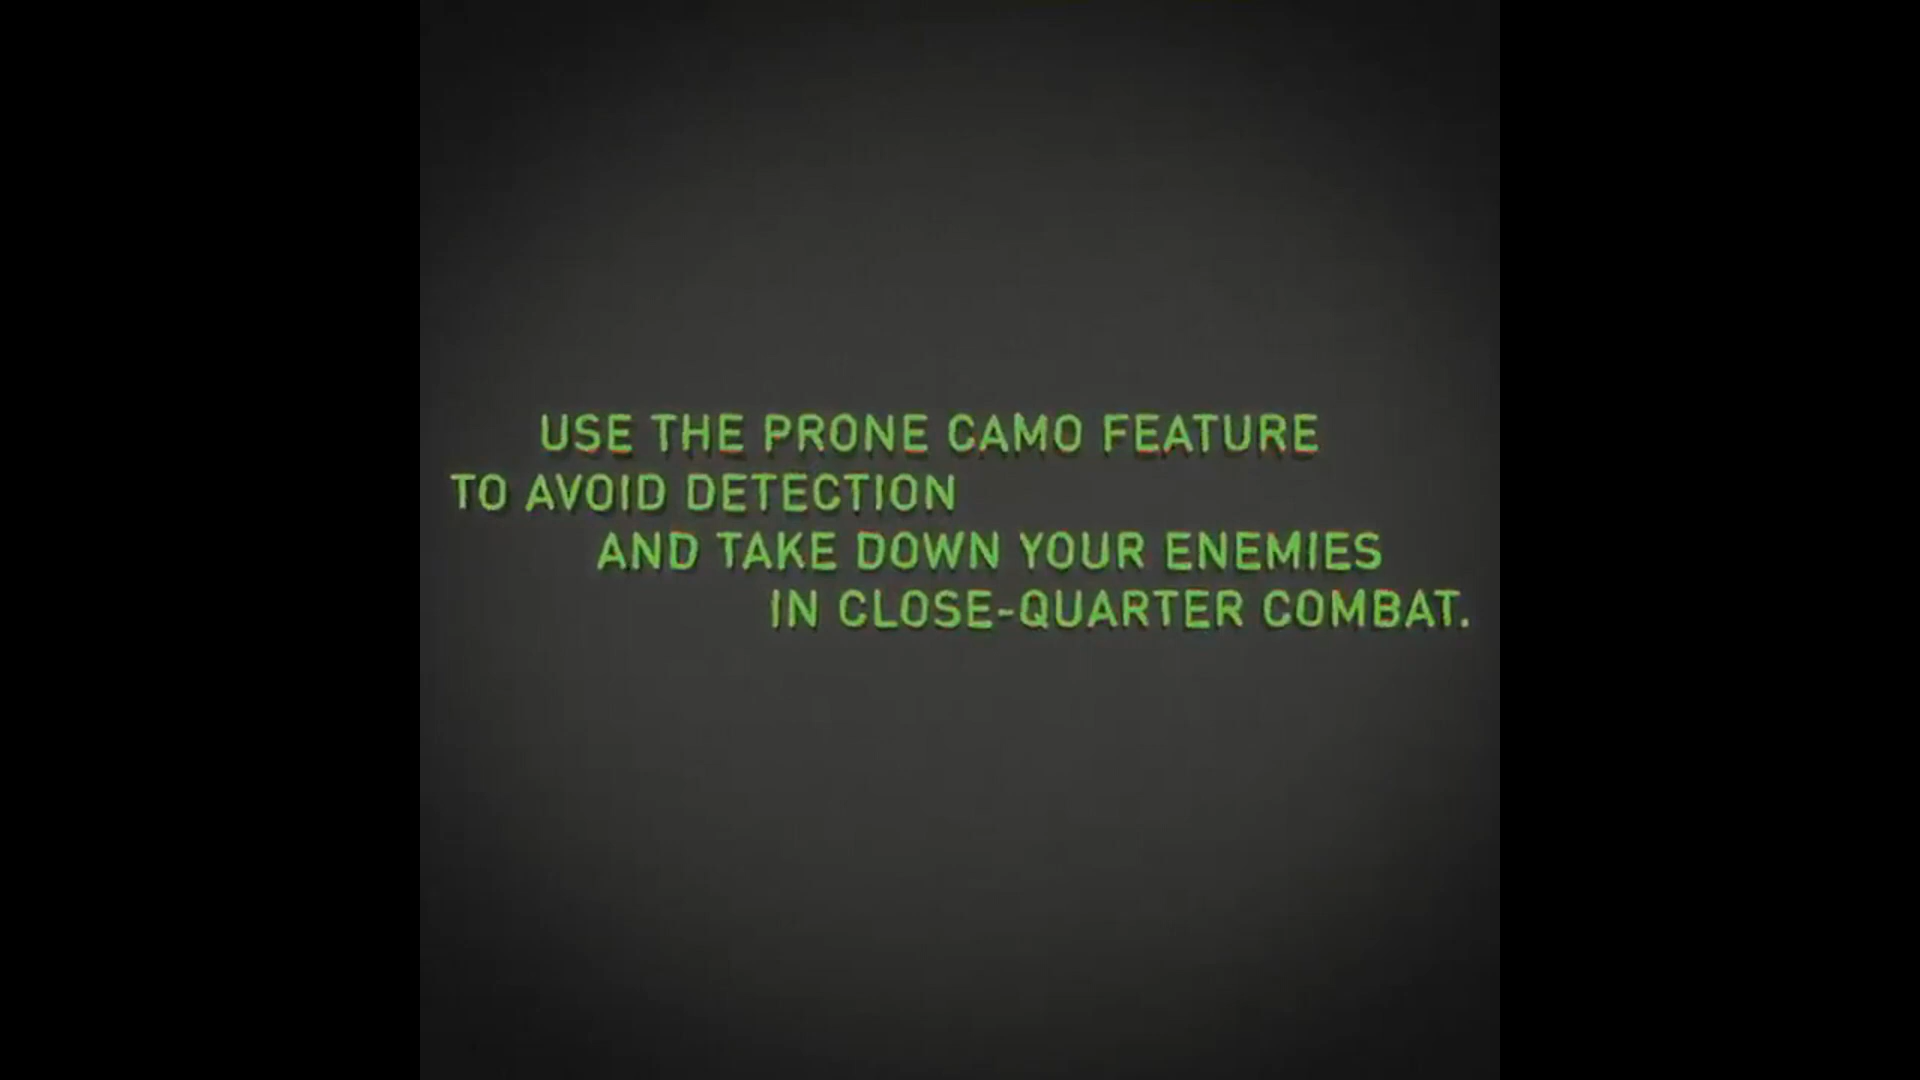 USE THE PRONE CAMO FEATURE
TO AVOID DETECTION
AND TAKE DOWN YOUR ENEMIES
IN CLOSE-QUARTER COMBAT.